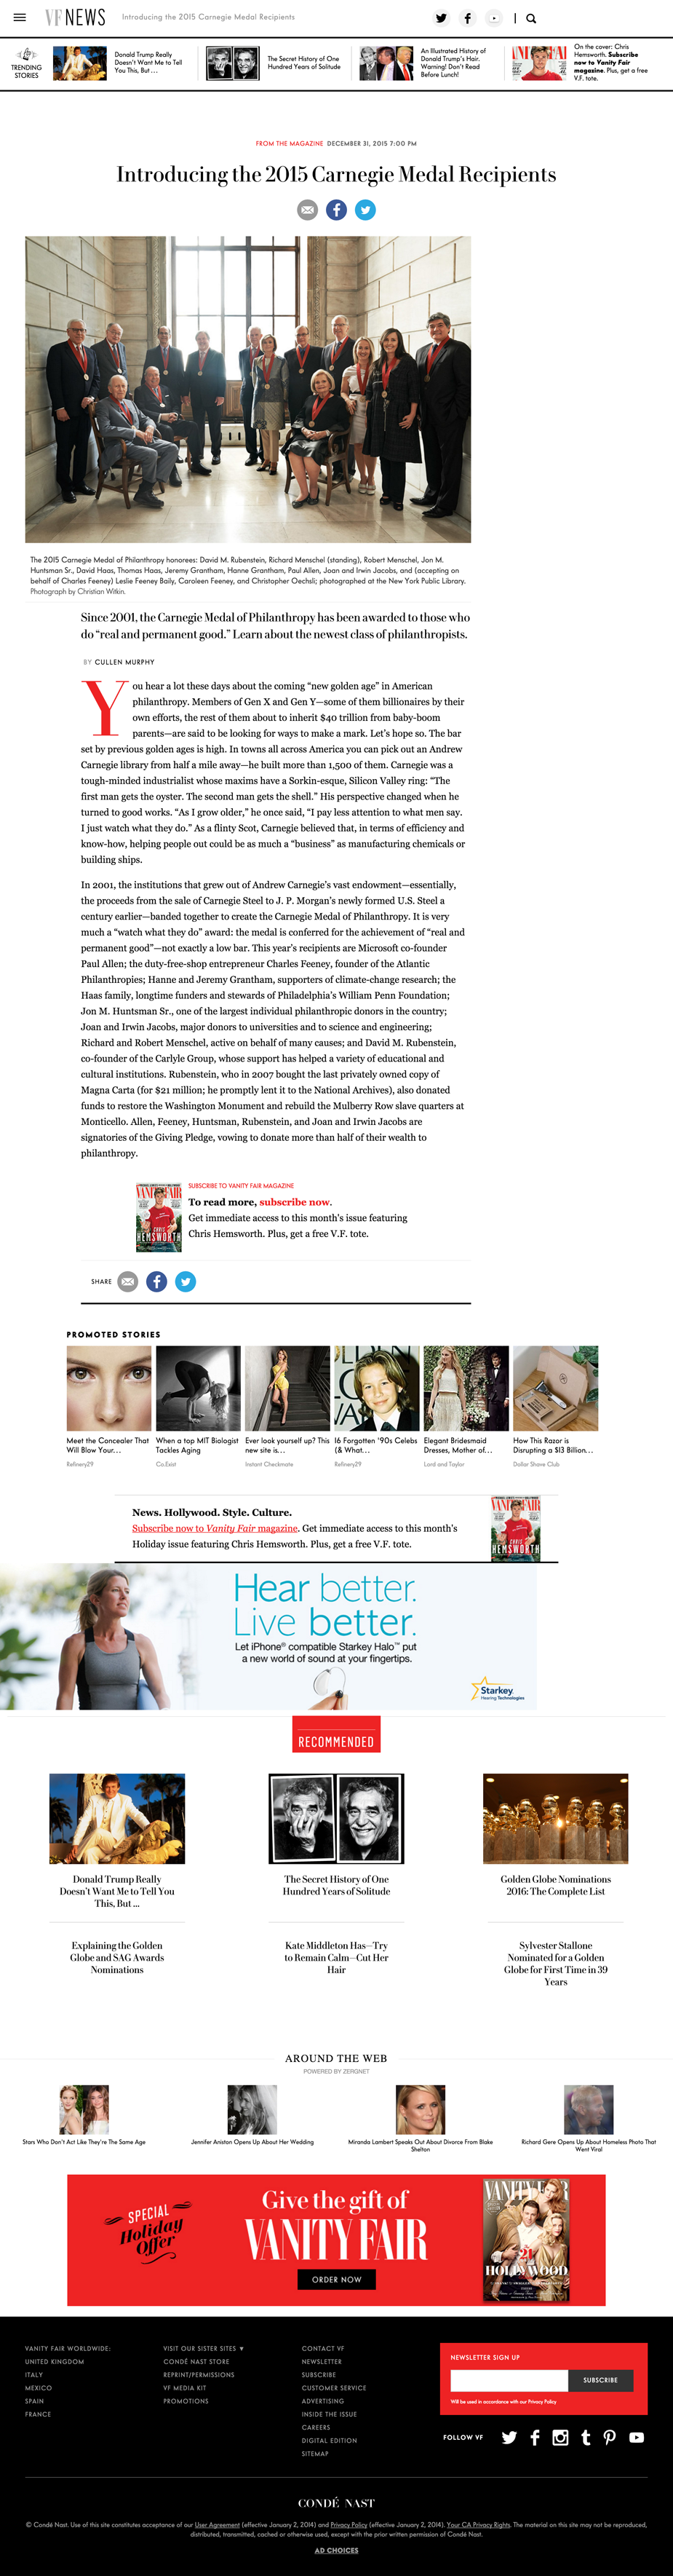 VF NEWS
Introducing the 2015 Carnegie Medal Recipients
TRENDING
STORIES
Donald Trump Really
Doesn't Want Me to Tell
You This, But ...
The Secret History of One
Hundred Years of Solitude
An Illustrated History of
Donald Trump's Hair.
Warning! Don't Read
Before Lunch!
On the cover: Chris
Hemsworth. Subscribe
now to Vanity Fair
magazine. Plus, get a free
V.F. tote.
FROM THE MAGAZINE DECEMBER 31, 2015 7:00 PM
Introducing the 2015 Carnegie Medal Recipients
The 2015 Carnegie Medal of Philanthropy honorees: David M. Rubenstein, Richard Menschel (standing), Robert Menschel, Jon M.
Huntsman Sr., David Haas, Thomas Haas, Jeremy Grantham, Hanne Grantham, Paul Allen, Joan and Irwin Jacobs, and (accepting on
behalf of Charles Feeney) Leslie Feeney Baily, Caroleen Feeney, and Christopher Oechsli; photographed at the New York Public Library.
Photograph by Christian Witkin.
Since 2001, the Carnegie Medal of Philanthropy has been awarded to those who
do “real and permanent good.” Learn about the newest class of philanthropists.
BY CULLEN MURPHY
You hear a lot these days about the coming “new golden age” in American
philanthropy. Members of Gen X and Gen Y—some of them billionaires by their
own efforts, the rest of them about to inherit $40 trillion from baby-boom
parents—are said to be looking for ways to make a mark. Let’s hope so. The bar
set by previous golden ages is high. In towns all across America you can pick out an Andrew
Carnegie library from half a mile away—he built more than 1,500 of them. Carnegie was a
tough-minded industrialist whose maxims have a Sorkin-esque, Silicon Valley ring: “The
first man gets the oyster. The second man gets the shell.” His perspective changed when he
turned to good works. “As I grow older,” he once said, “I pay less attention to what men say.
I just watch what they do.” As a flinty Scot, Carnegie believed that, in terms of efficiency and
know-how, helping people out could be as much a “business” as manufacturing chemicals or
building ships.
In 2001, the institutions that grew out of Andrew Carnegie’s vast endowment—essentially,
the proceeds from the sale of Carnegie Steel to J. P. Morgan’s newly formed U.S. Steel a
century earlier—banded together to create the Carnegie Medal of Philanthropy. It is very
much a “watch what they do” award: the medal is conferred for the achievement of “real and
permanent good”—not exactly a low bar. This year’s recipients are Microsoft co-founder
Paul Allen; the duty-free-shop entrepreneur Charles Feeney, founder of the Atlantic
Philanthropies; Hanne and Jeremy Grantham, supporters of climate-change research; the
Haas family, longtime funders and stewards of Philadelphia’s William Penn Foundation;
Jon M. Huntsman Sr., one of the largest individual philanthropic donors in the country;
Joan and Irwin Jacobs, major donors to universities and to science and engineering;
Richard and Robert Menschel, active on behalf of many causes; and David M. Rubenstein,
co-founder of the Carlyle Group, whose support has helped a variety of educational and
cultural institutions. Rubenstein, who in 2007 bought the last privately owned copy of
Magna Carta (for $21 million; he promptly lent it to the National Archives), also donated
funds to restore the Washington Monument and rebuild the Mulberry Row slave quarters at
Monticello. Allen, Feeney, Huntsman, Rubenstein, and Joan and Irwin Jacobs are
signatories of the Giving Pledge, vowing to donate more than half of their wealth to
philanthropy.
VANITY FAIR
CHRIS
HEMSWORTH
SUBSCRIBE TO VANITY FAIR MAGAZINE
To read more, subscribe now.
Get immediate access to this month's issue featuring
Chris Hemsworth. Plus, get a free V.F. tote.
SHARE
PROMOTED STORIES
Meet the Concealer That
Will Blow Your...
Refinery29
When a top MIT Biologist
Tackles Aging
Co.Exist
Ever look yourself up? This
new site is...
Instant Checkmate
16 Forgotten '90s Celebs
(& What...
Refinery29
Elegant Bridesmaid
Dresses, Mother of...
Lord and Taylor
How This Razor is
Disrupting a $13 Billion...
Dollar Shave Club
News. Hollywood. Style. Culture.
Subscribe now to Vanity Fair magazine. Get immediate access to this month's
Holiday issue featuring Chris Hemsworth. Plus, get a free V.F. tote.
VANITY FAIR
CHRIS
HEMSWORTH
Hear better.
Live better.
Let iPhone® compatible Starkey Halo™ put
a new world of sound at your fingertips.
Starkey.
Hearing Technologies
RECOMMENDED
Donald Trump Really
Doesn't Want Me to Tell You
This, But ...
The Secret History of One
Hundred Years of Solitude
Golden Globe Nominations
2016: The Complete List
Explaining the Golden
Globe and SAG Awards
Nominations
Kate Middleton Has—Try
to Remain Calm—Cut Her
Hair
Sylvester Stallone
Nominated for a Golden
Globe for First Time in 39
Years
AROUND THE WEB
POWERED BY ZERGNET
Stars Who Don't Act Like They're The Same Age
Jennifer Aniston Opens Up About Her Wedding
Miranda Lambert Speaks Out About Divorce From Blake
Shelton
Richard Gere Opens Up About Homeless Photo That
Went Viral
SPECIAL
Holiday
Offer
Give the gift of
VANITY FAIR
ORDER NOW
VANITY FAIR
HOLLYWOOD
VANITY FAIR WORLDWIDE:
UNITED KINGDOM
ITALY
MEXICO
SPAIN
FRANCE
VISIT OUR SISTER SITES ▼
CONDÉ NAST STORE
REPRINT/PERMISSIONS
VF MEDIA KIT
PROMOTIONS
CONTACT VF
NEWSLETTER
SUBSCRIBE
CUSTOMER SERVICE
ADVERTISING
INSIDE THE ISSUE
CAREERS
DIGITAL EDITION
SITEMAP
NEWSLETTER SIGN UP
SUBSCRIBE
Will be used in accordance with our Privacy Policy
FOLLOW VF
CONDÉ NAST
© Condé Nast. Use of this site constitutes acceptance of our User Agreement (effective January 2, 2014) and Privacy Policy (effective January 2, 2014). Your CA Privacy Rights. The material on this site may not be reproduced,
distributed, transmitted, cached or otherwise used, except with the prior written permission of Condé Nast.
AD CHOICES